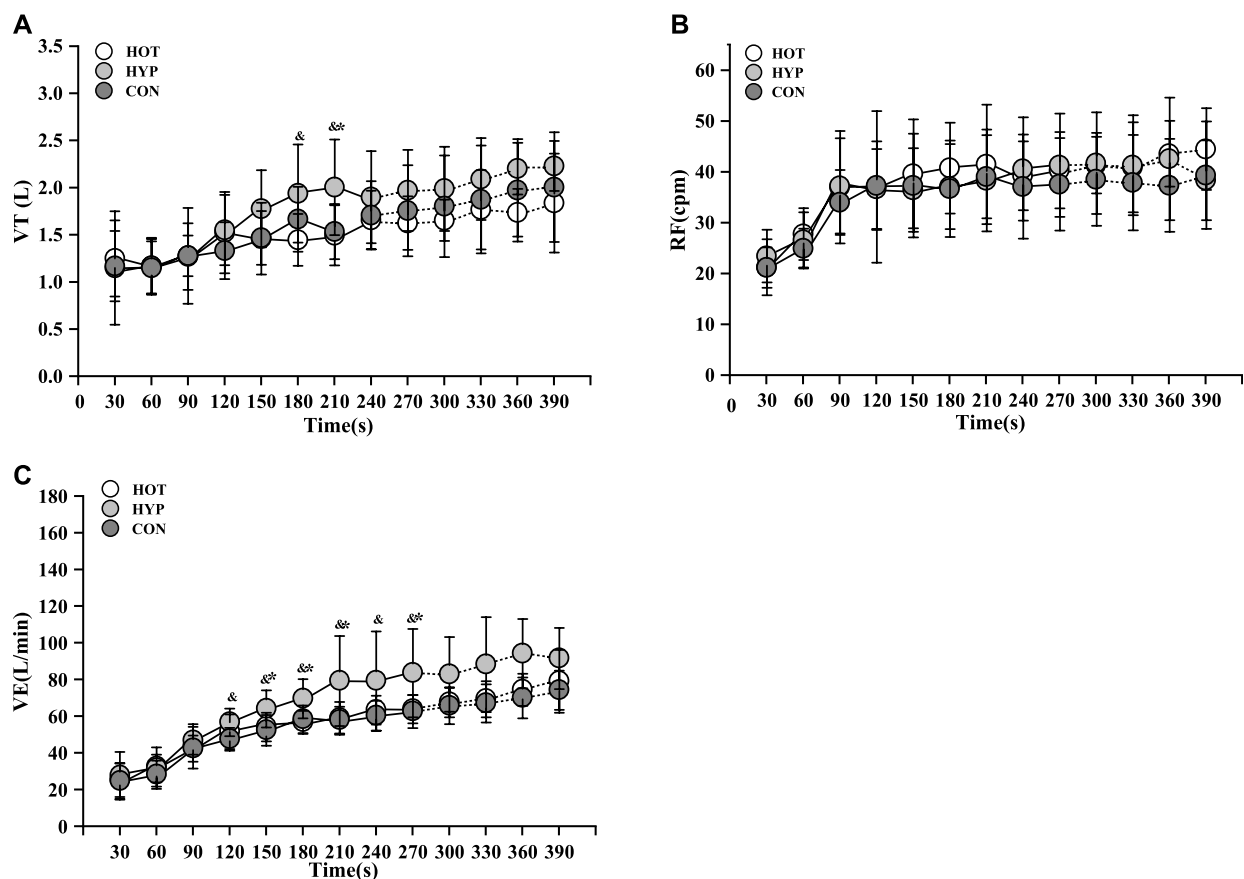 A
3.5
3.0
2.5
2.0
1.5
1.0
0.5
0.0
VT (L)
HOT
HYP
CON
&
&*
0 30 60 90 120 150 180 210 240 270 300 330 360 390
Time(s)
B
60
50
40
30
20
10
0
RF(cpm)
HOT
HYP
CON
0 30 60 90 120 150 180 210 240 270 300 330 360 390
Time(s)
C
180
160
140
120
100
80
60
40
20
0
VE(L/min)
HOT
HYP
CON
&
&*
&*
&*
&
&*
30 60 90 120 150 180 210 240 270 300 330 360 390
Time(s)